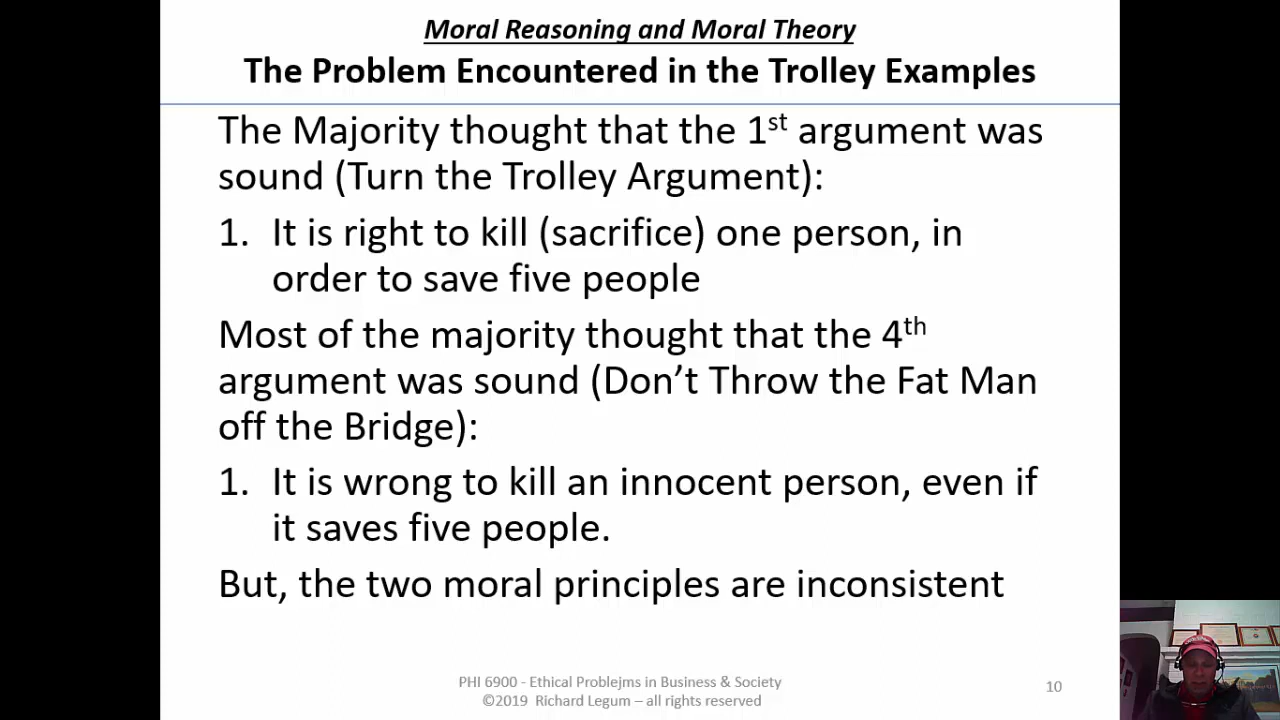 Moral Reasoning and Moral Theory
The Problem Encountered in the Trolley Examples
The Majority thought that the 1st argument was
sound (Turn the Trolley Argument):
1. It is right to kill (sacrifice) one person, in
order to save five people
Most of the majority thought that the 4th
argument was sound (Don’t Throw the Fat Man
off the Bridge):
1. It is wrong to kill an innocent person, even if
it saves five people.
But, the two moral principles are inconsistent
PHI 6900 - Ethical Problejms in Business & Society
©2019 Richard Legum – all rights reserved
10